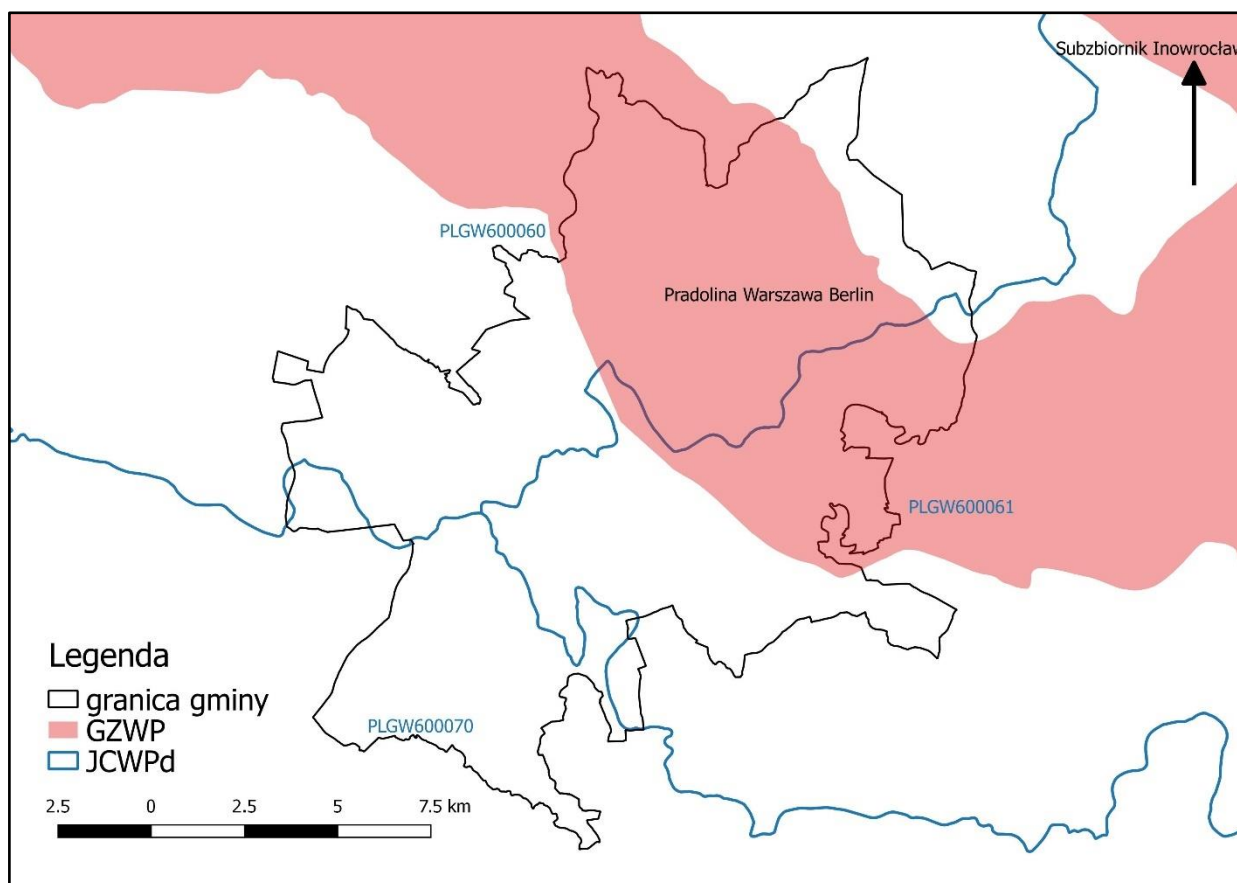 Subzbiornik Inowrocław
PLGW600060
Pradolina Warszawa Berlin
PLGW600061
PLGW600070
Legenda
granica gminy
GZWP
JCWPd
2.5 0 2.5 5 7.5 km